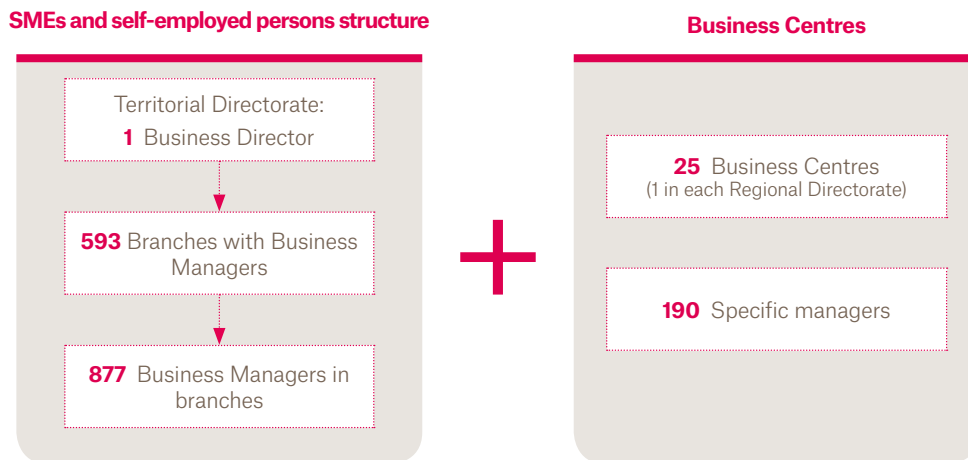 SMEs and self-employed persons structure
Territorial Directorate:
1 Business Director
593 Branches with Business
Managers
877 Business Managers in
branches
Business Centres
25 Business Centres
(1 in each Regional Directorate)
190 Specific managers